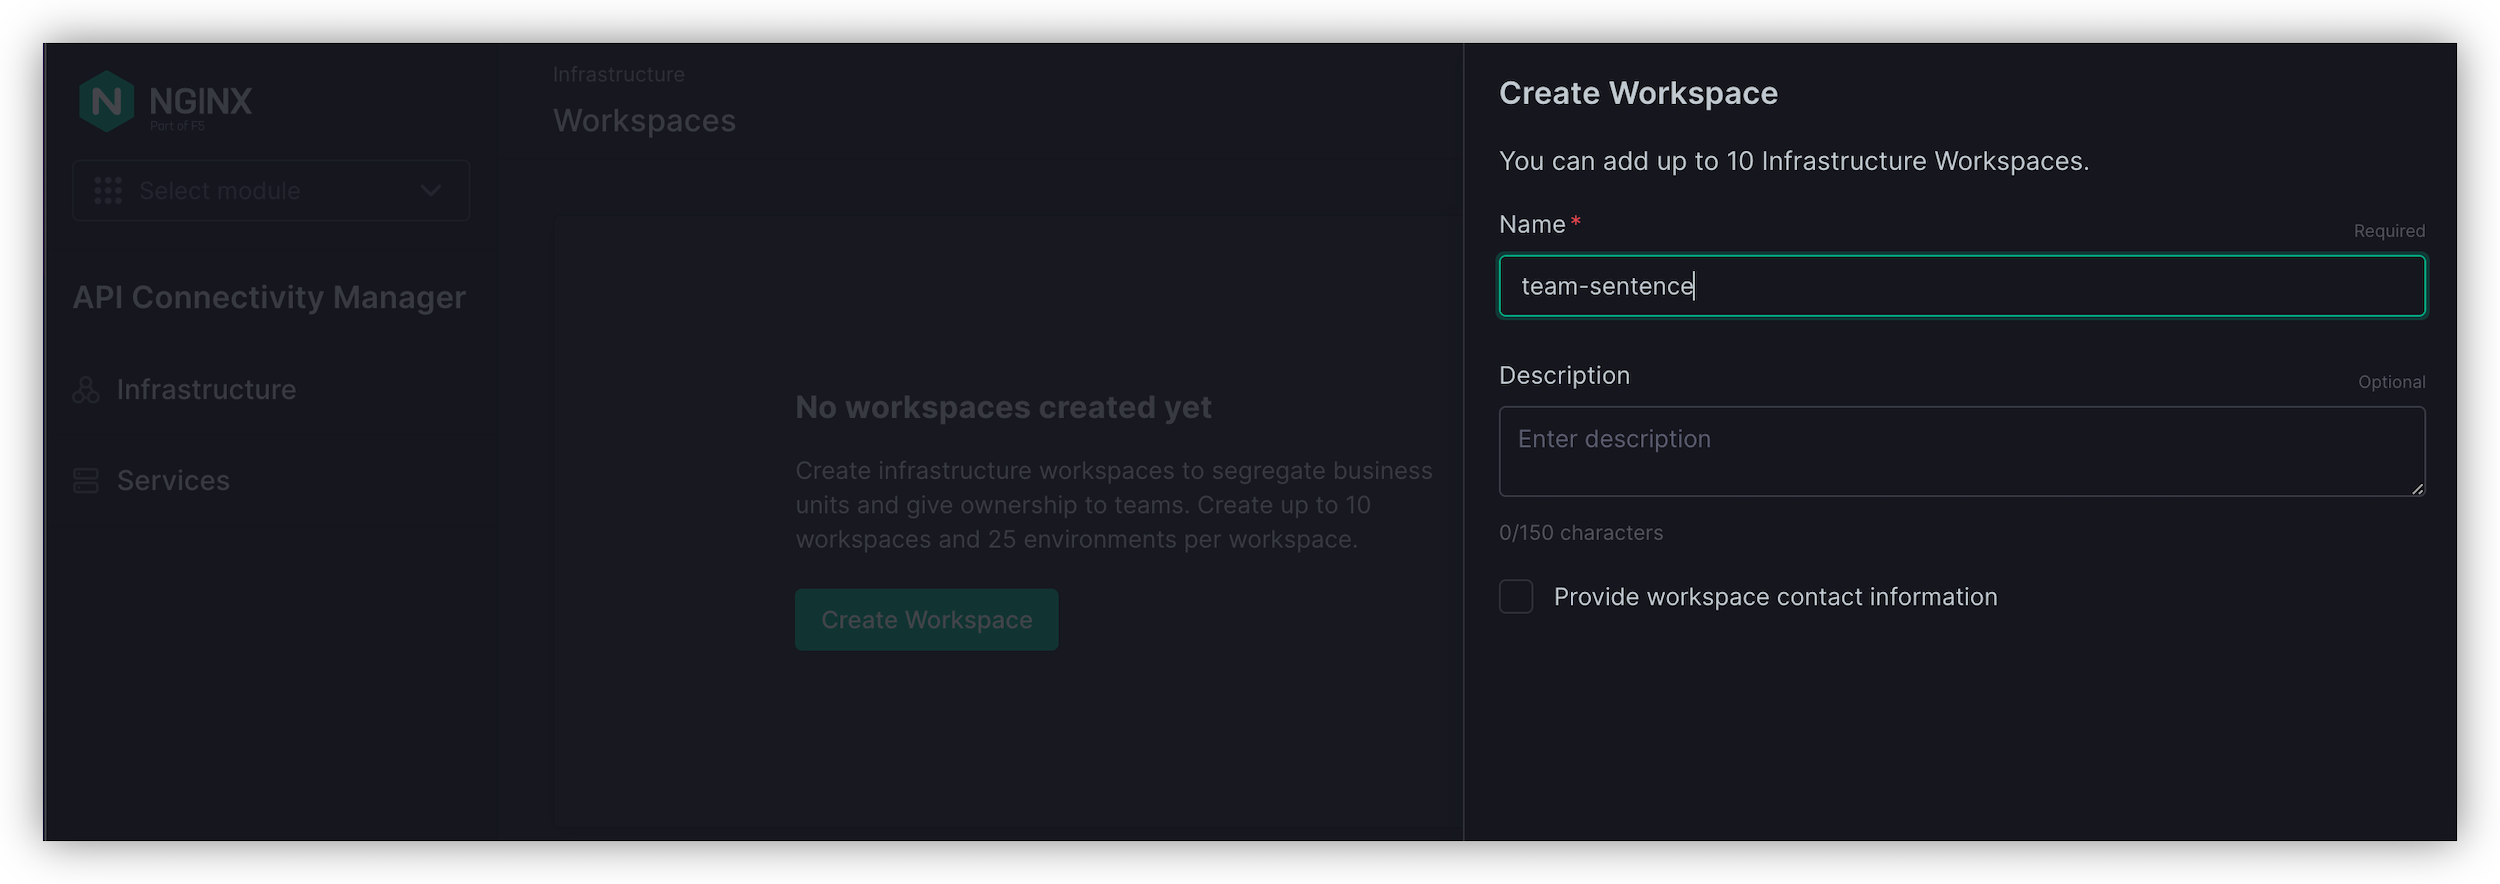 NGINX
Part of F5
Select module
API Connectivity Manager
Infrastructure
Services
Infrastructure
Workspaces
No workspaces created yet
Create infrastructure workspaces to segregate business
units and give ownership to teams. Create up to 10
workspaces and 25 environments per workspace.
Create Workspace
Create Workspace
You can add up to 10 Infrastructure Workspaces.
Name *
Required
team-sentence
Description
Optional
Enter description
0/150 characters
Provide workspace contact information